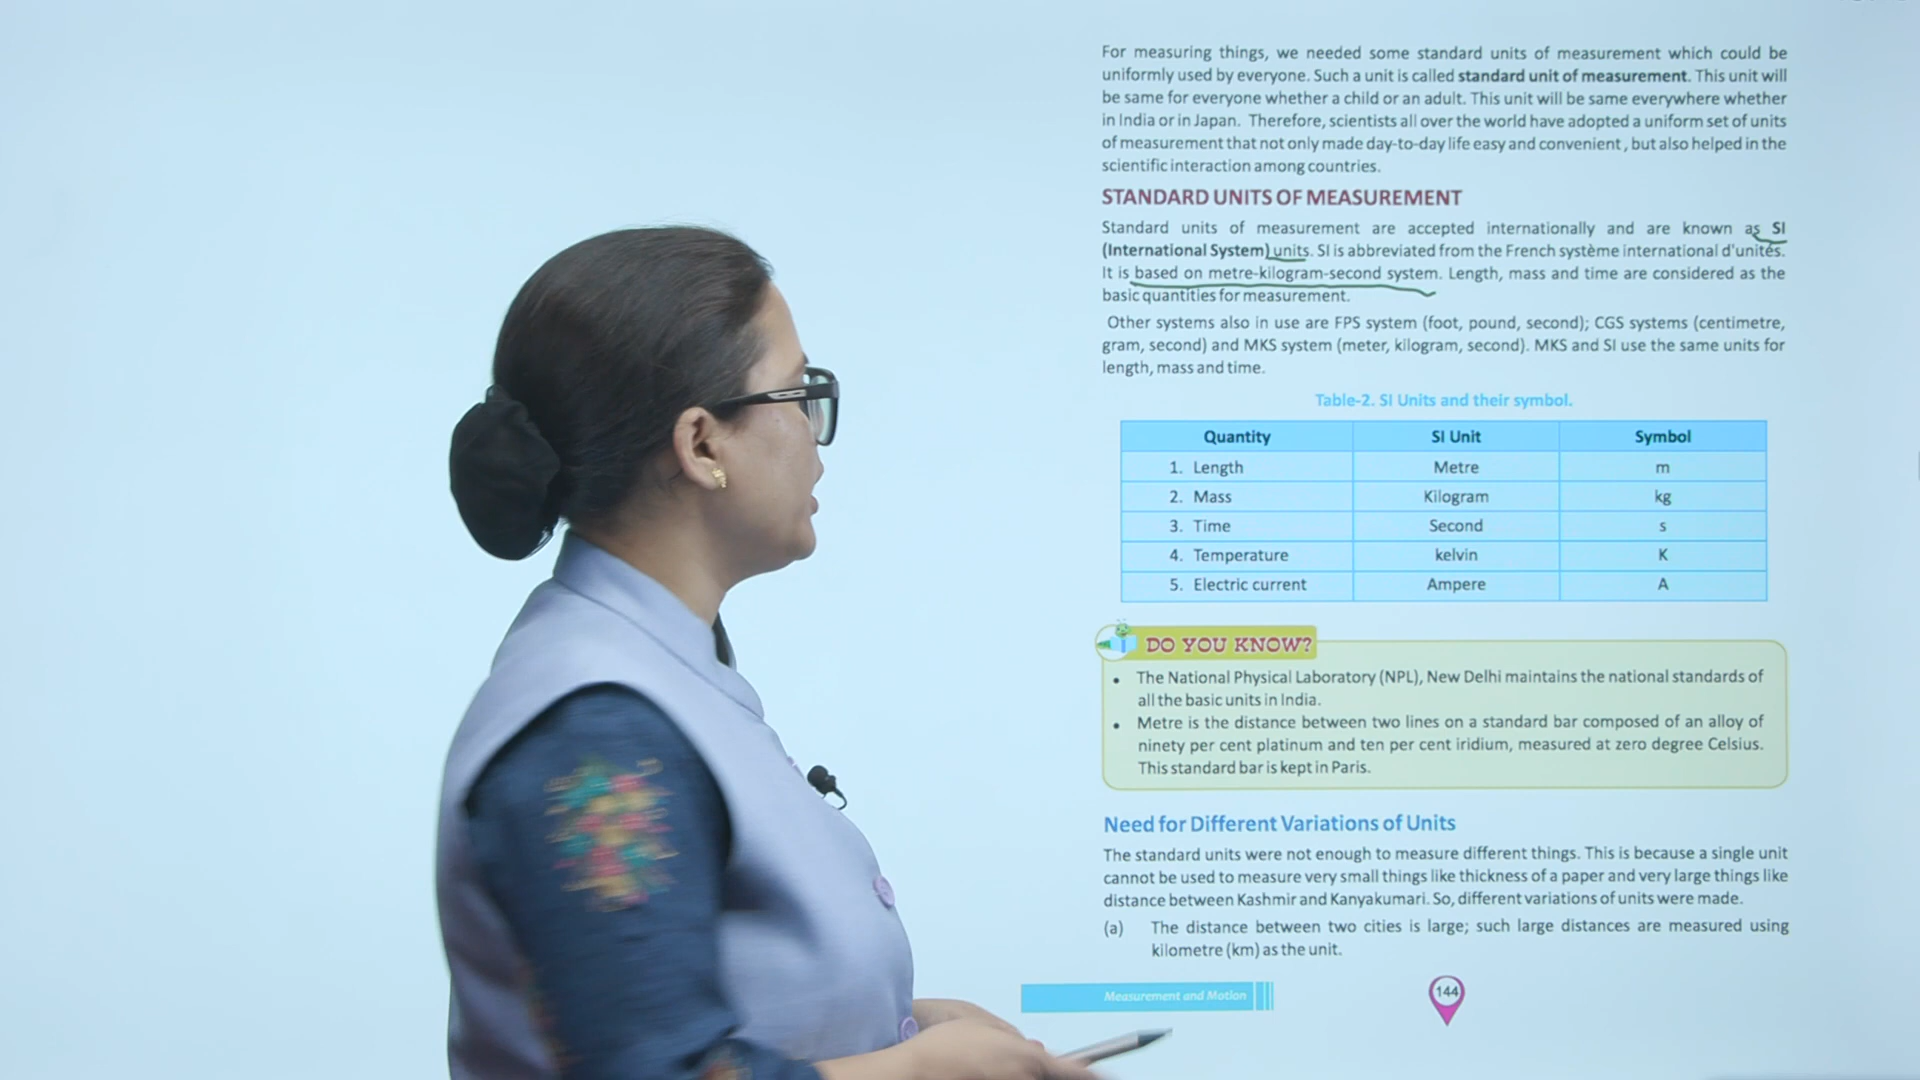 For measuring things, we needed some standard units of measurement which could be
uniformly used by everyone. Such a unit is called standard unit of measurement. This unit will
be same for everyone whether a child or an adult. This unit will be same everywhere whether
in India or in Japan. Therefore, scientists all over the world have adopted a uniform set of units
of measurement that not only made day-to-day life easy and convenient, but also helped in the
scientific interaction among countries.
STANDARD UNITS OF MEASUREMENT
Standard units of measurement are accepted internationally and are known as SI
(International System) units. SI is abbreviated from the French système international d'unités.
It is based on metre-kilogram-second system. Length, mass and time are considered as the
basic quantities for measurement.
Other systems also in use are FPS system (foot, pound, second); CGS systems (centimetre,
gram, second) and MKS system (meter, kilogram, second). MKS and SI use the same units for
length, mass and time.
Table-2. SI Units and their symbol.
Quantity SI Unit Symbol
1. Length Metre m
2. Mass Kilogram kg
3. Time Second s
4. Temperature kelvin K
5. Electric current Ampere A
DO YOU KNOW?
• The National Physical Laboratory (NPL), New Delhi maintains the national standards of
all the basic units in India.
• Metre is the distance between two lines on a standard bar composed of an alloy of
ninety per cent platinum and ten per cent iridium, measured at zero degree Celsius.
This standard bar is kept in Paris.
Need for Different Variations of Units
The standard units were not enough to measure different things. This is because a single unit
cannot be used to measure very small things like thickness of a paper and very large things like
distance between Kashmir and Kanyakumari. So, different variations of units were made.
(a) The distance between two cities is large; such large distances are measured using
kilometre (km) as the unit.
Measurement and Motion
144